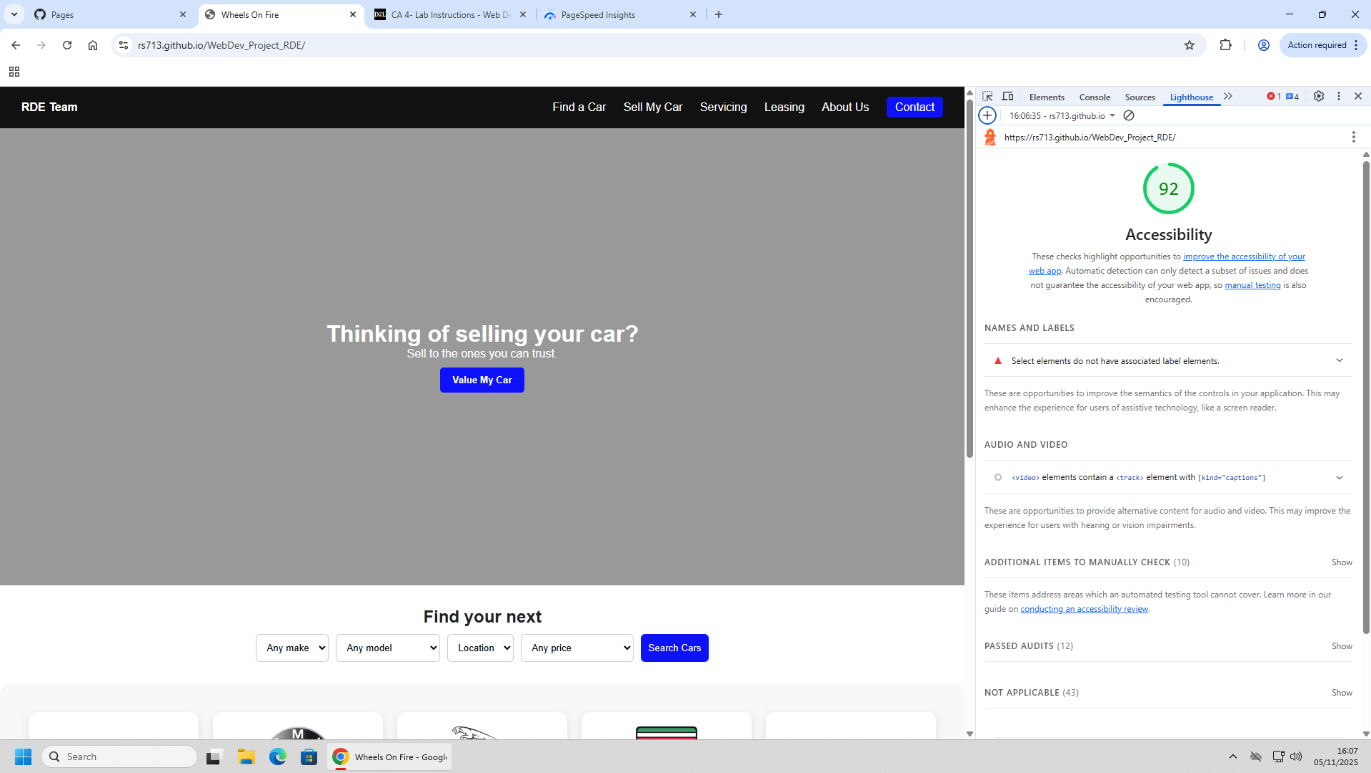 Pages
Wheels On Fire
CA 4- Lab Instructions - Web D
PageSpeed Insights
rs713.github.io/WebDev_Project_RDE/
Action required
RDE Team
Find a Car
Sell My Car
Servicing
Leasing
About Us
Contact
Thinking of selling your car?
Sell to the ones you can trust.
Value My Car
Find your next
Any make
Any model
Location
Any price
Search Cars
M
Elements
Console
Sources
Lighthouse
1
4
16:06:35 - rs713.github.io
https://rs713.github.io/WebDev_Project_RDE/
92
Accessibility
These checks highlight opportunities to improve the accessibility of your
web app. Automatic detection can only detect a subset of issues and does
not guarantee the accessibility of your web app, so manual testing is also
encouraged.
NAMES AND LABELS
Select elements do not have associated label elements.
These are opportunities to improve the semantics of the controls in your application. This may
enhance the experience for users of assistive technology, like a screen reader.
AUDIO AND VIDEO
<video> elements contain a <track> element with [kind="captions"]
These are opportunities to provide alternative content for audio and video. This may improve the
experience for users with hearing or vision impairments.
ADDITIONAL ITEMS TO MANUALLY CHECK (10)
Show
These items address areas which an automated testing tool cannot cover. Learn more in our
guide on conducting an accessibility review.
PASSED AUDITS (12)
Show
NOT APPLICABLE (43)
Show
Search
Wheels On Fire - Googl
16:07
05/11/2025